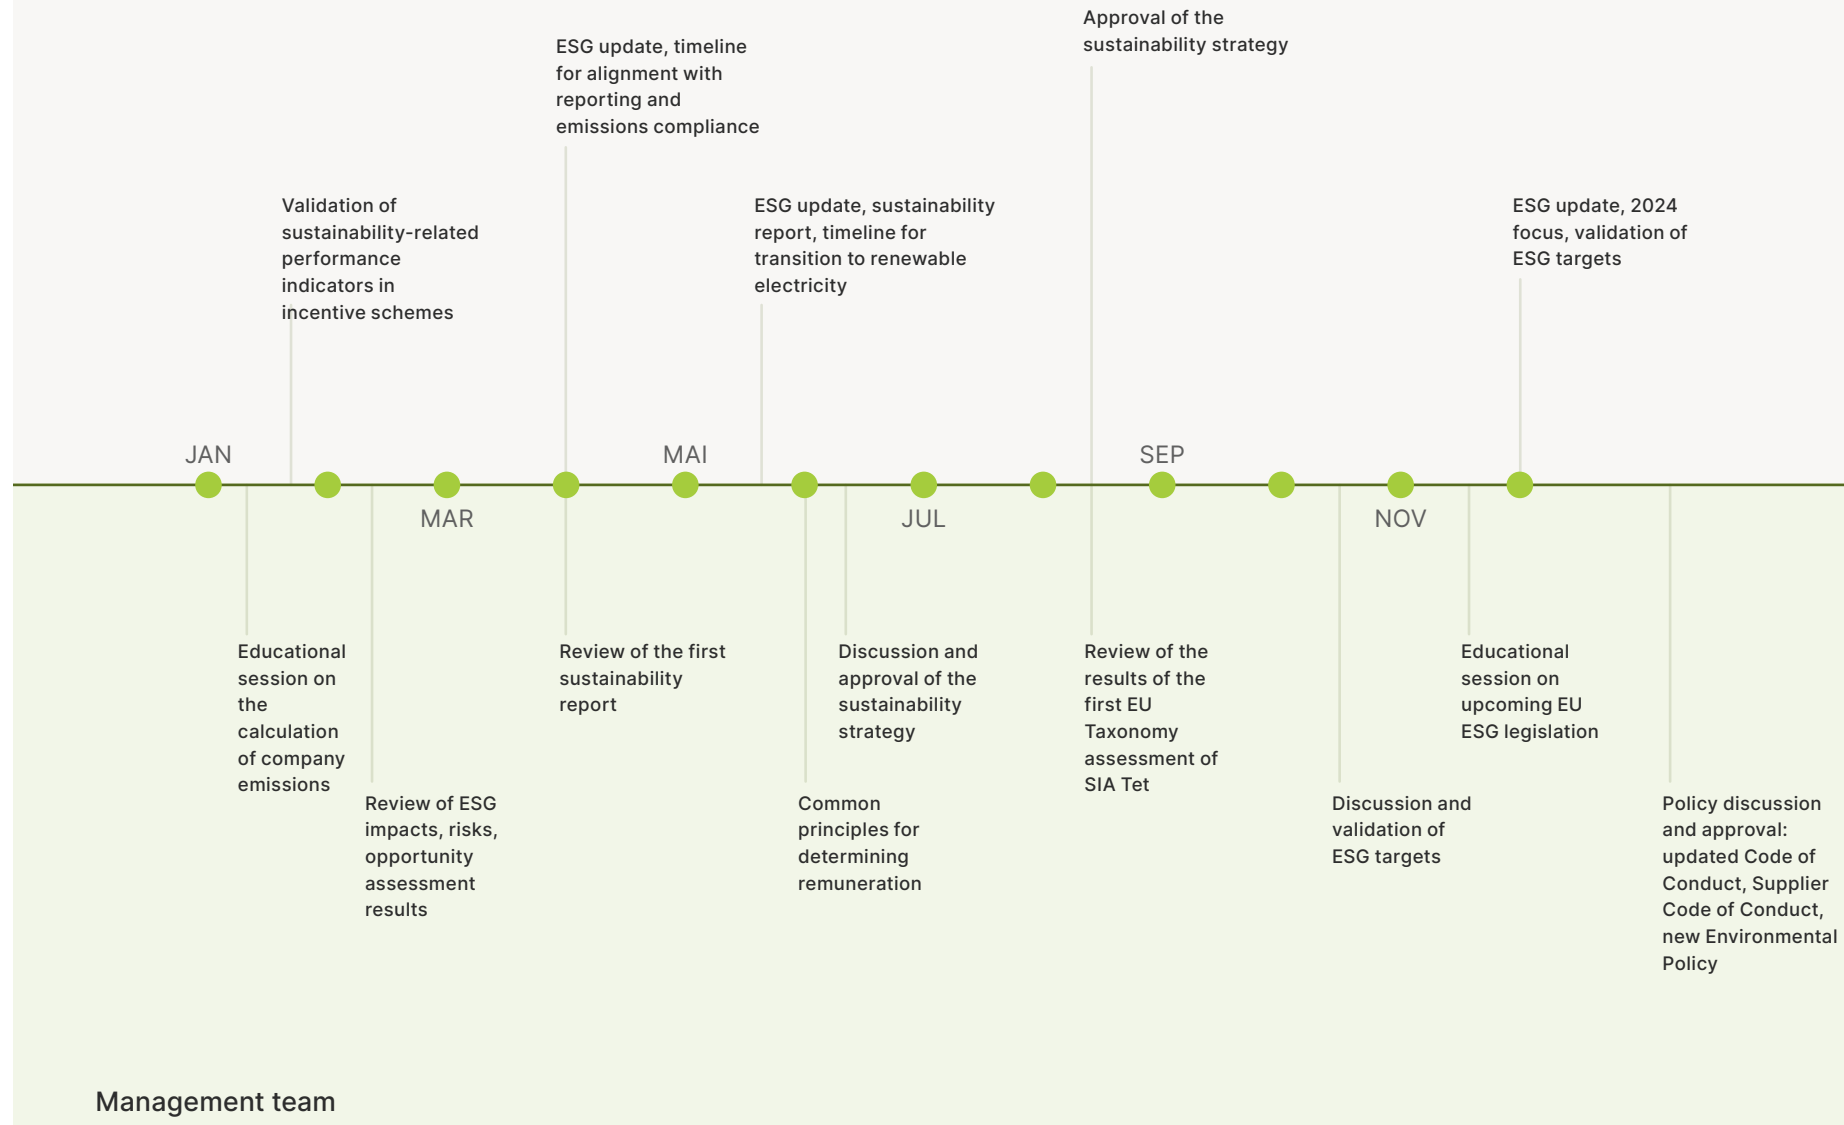 Approval of the
sustainability strategy
ESG update, timeline
for alignment with
reporting and
emissions compliance
Validation of
sustainability-related
performance
indicators in
incentive schemes
ESG update, sustainability
report, timeline for
transition to renewable
electricity
ESG update, 2024
focus, validation of
ESG targets
JAN
MAI
SEP
MAR
JUL
NOV
Educational
session on
the
calculation
of company
emissions
Review of the first
sustainability
report
Discussion and
approval of the
sustainability
strategy
Review of the
results of the
first EU
Taxonomy
assessment of
SIA Tet
Educational
session on
upcoming EU
ESG legislation
Review of ESG
impacts, risks,
opportunity
assessment
results
Common
principles for
determining
remuneration
Discussion and
validation of
ESG targets
Policy discussion
and approval:
updated Code of
Conduct, Supplier
Code of Conduct,
new Environmental
Policy
Management team